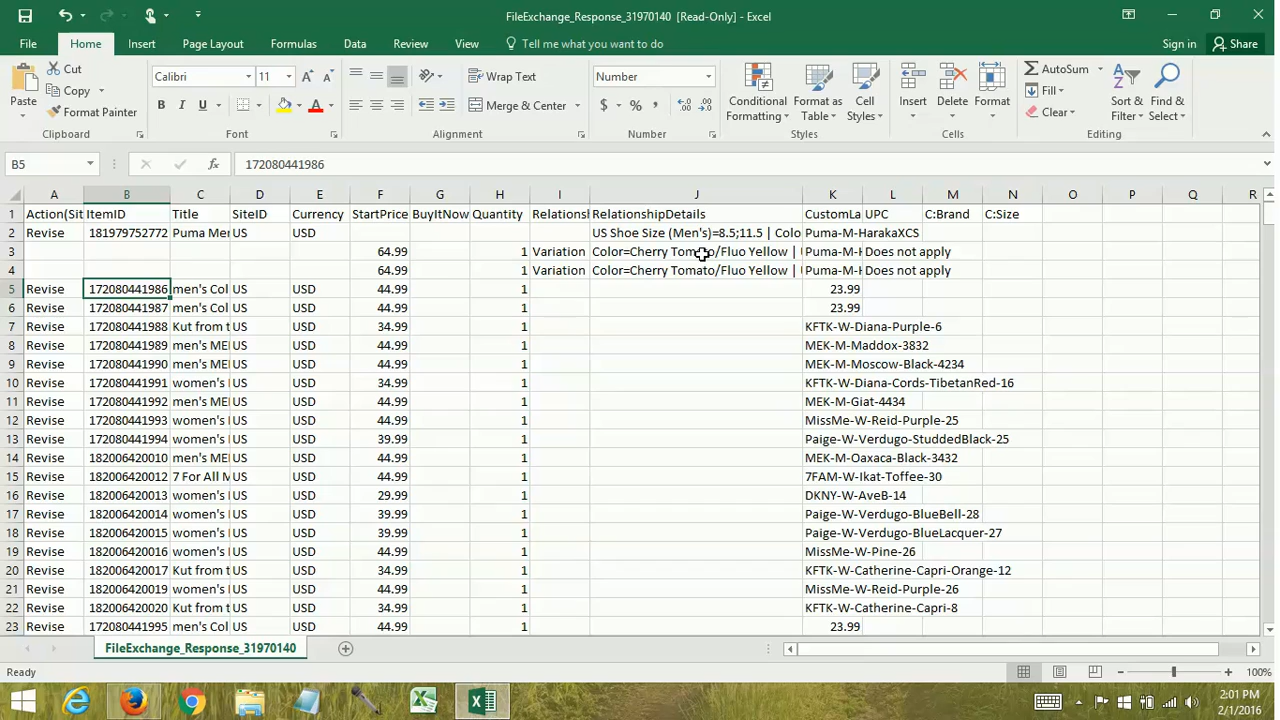 FileExchange_Response_31970140 [Read-Only] - Excel
File Home Insert Page Layout Formulas Data Review View Tell me what you want to do Sign in Share
Paste Cut Copy Format Painter Clipboard
Calibri 11 B I U A Font
Wrap Text Merge & Center Alignment
Number $ % , Number
Conditional Formatting Format as Table Cell Styles Styles
Insert Delete Format Cells
AutoSum Fill Clear Sort & Filter Find & Select Editing
B5 fx 172080441986
A B C D E F G H I J K L M N O P Q R
1 Action(Sit ItemID Title SiteID Currency StartPrice BuyItNow Quantity Relationsl RelationshipDetails CustomLa UPC C:Brand C:Size
2 Revise 181979752772 Puma Me US USD US Shoe Size (Men's)=8.5;11.5 | Colo Puma-M-HarakaXCS
3 64.99 1 Variation Color=Cherry Tomato/Fluo Yellow | Puma-M-H Does not apply
4 64.99 1 Variation Color=Cherry Tomato/Fluo Yellow | Puma-M-H Does not apply
5 Revise 172080441986 men's Col US USD 44.99 1 23.99
6 Revise 172080441987 men's Col US USD 44.99 1 23.99
7 Revise 172080441988 Kut from t US USD 34.99 1 KFTK-W-Diana-Purple-6
8 Revise 172080441989 men's MEI US USD 44.99 1 MEK-M-Maddox-3832
9 Revise 172080441990 men's MEI US USD 44.99 1 MEK-M-Moscow-Black-4234
10 Revise 172080441991 women's US USD 34.99 1 KFTK-W-Diana-Cords-TibetanRed-16
11 Revise 172080441992 men's MEI US USD 44.99 1 MEK-M-Giat-4434
12 Revise 172080441993 women's US USD 44.99 1 MissMe-W-Reid-Purple-25
13 Revise 172080441994 women's US USD 39.99 1 Paige-W-Verdugo-StuddedBlack-25
14 Revise 182006420010 men's MEI US USD 44.99 1 MEK-M-Oaxaca-Black-3432
15 Revise 182006420012 7 For All M US USD 44.99 1 7FAM-W-Ikat-Toffee-30
16 Revise 182006420013 women's US USD 29.99 1 DKNY-W-AveB-14
17 Revise 182006420014 women's US USD 39.99 1 Paige-W-Verdugo-BlueBell-28
18 Revise 182006420015 women's US USD 39.99 1 Paige-W-Verdugo-BlueLacquer-27
19 Revise 182006420016 women's US USD 44.99 1 MissMe-W-Pine-26
20 Revise 182006420017 Kut from t US USD 34.99 1 KFTK-W-Catherine-Capri-Orange-12
21 Revise 182006420019 women's US USD 44.99 1 MissMe-W-Reid-Purple-26
22 Revise 182006420020 Kut from t US USD 34.99 1 KFTK-W-Catherine-Capri-8
23 Revise 172080441995 men's Col US USD 44.99 1 23.99
FileExchange_Response_31970140
Ready
2:01 PM
2/1/2016